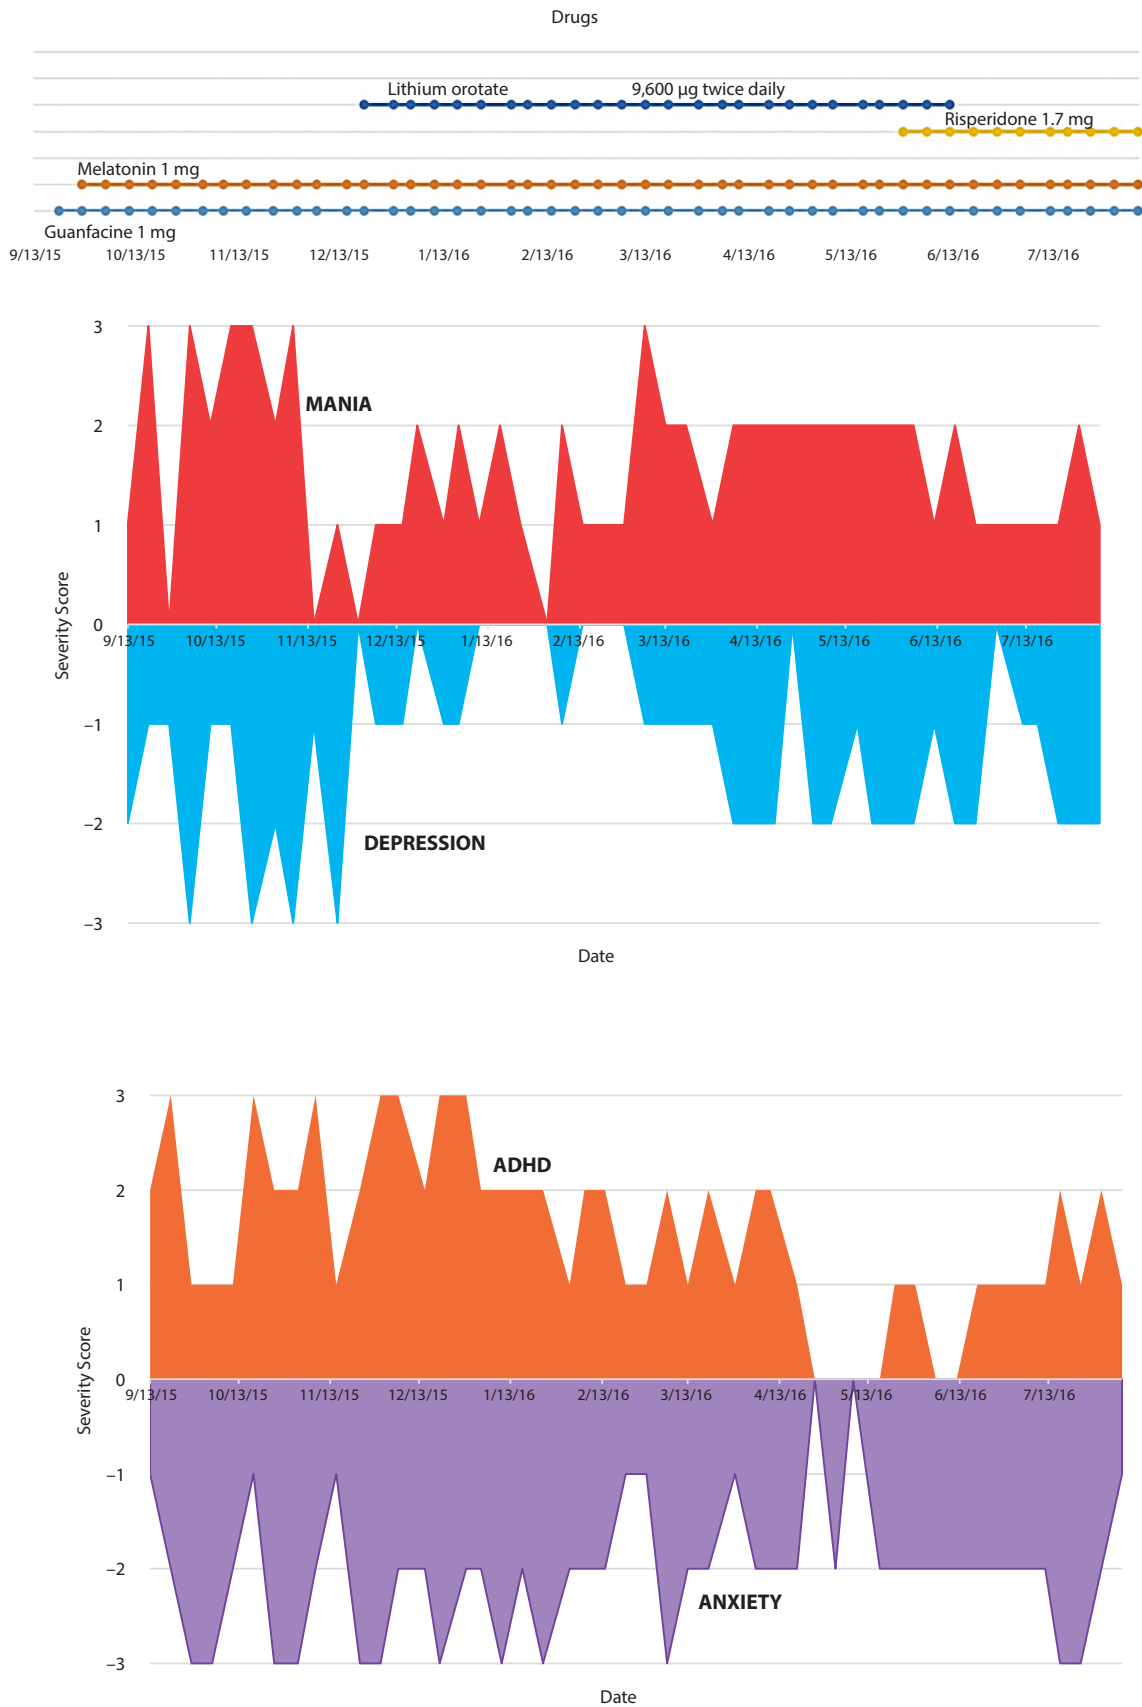 Drugs
Lithium orotate 9,600 µg twice daily
Risperidone 1.7 mg
Melatonin 1 mg
Guanfacine 1 mg
9/13/15 10/13/15 11/13/15 12/13/15 1/13/16 2/13/16 3/13/16 4/13/16 5/13/16 6/13/16 7/13/16
3
MANIA
2
1
Severity Score
0
9/13/15 10/13/15 11/13/15 12/13/15 1/13/16 2/13/16 3/13/16 4/13/16 5/13/16 6/13/16 7/13/16
−1
−2
DEPRESSION
−3
Date
3
ADHD
2
1
Severity Score
0
9/13/15 10/13/15 11/13/15 12/13/15 1/13/16 2/13/16 3/13/16 4/13/16 5/13/16 6/13/16 7/13/16
−1
−2
ANXIETY
−3
Date